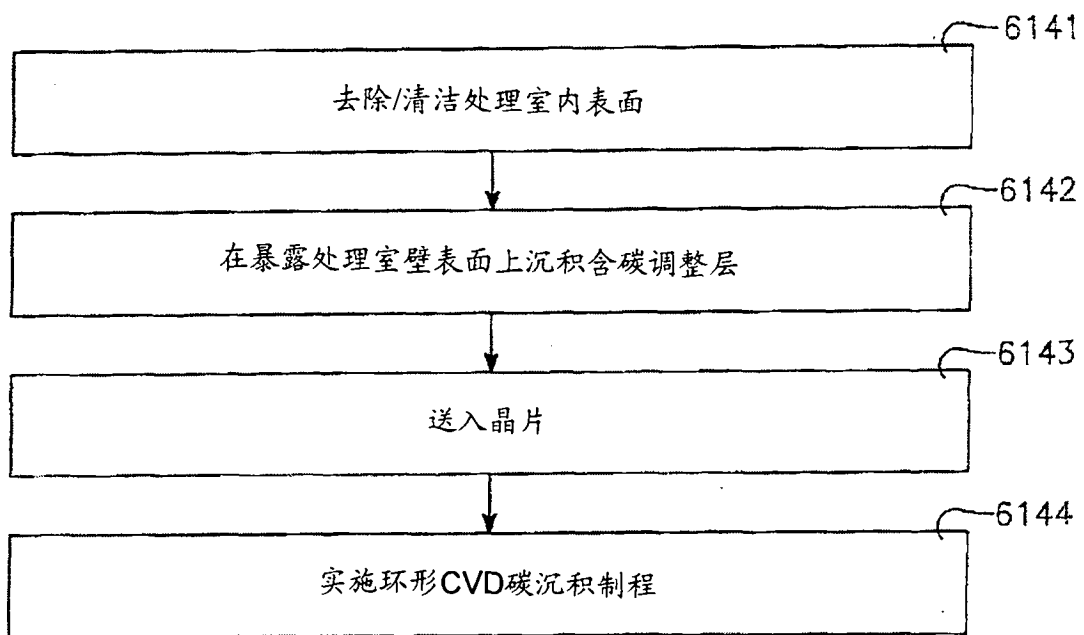 6141
去除/清洁处理室内表面
6142
在暴露处理室壁表面上沉积含碳调整层
6143
送入晶片
6144
实施环形CVD碳沉积制程